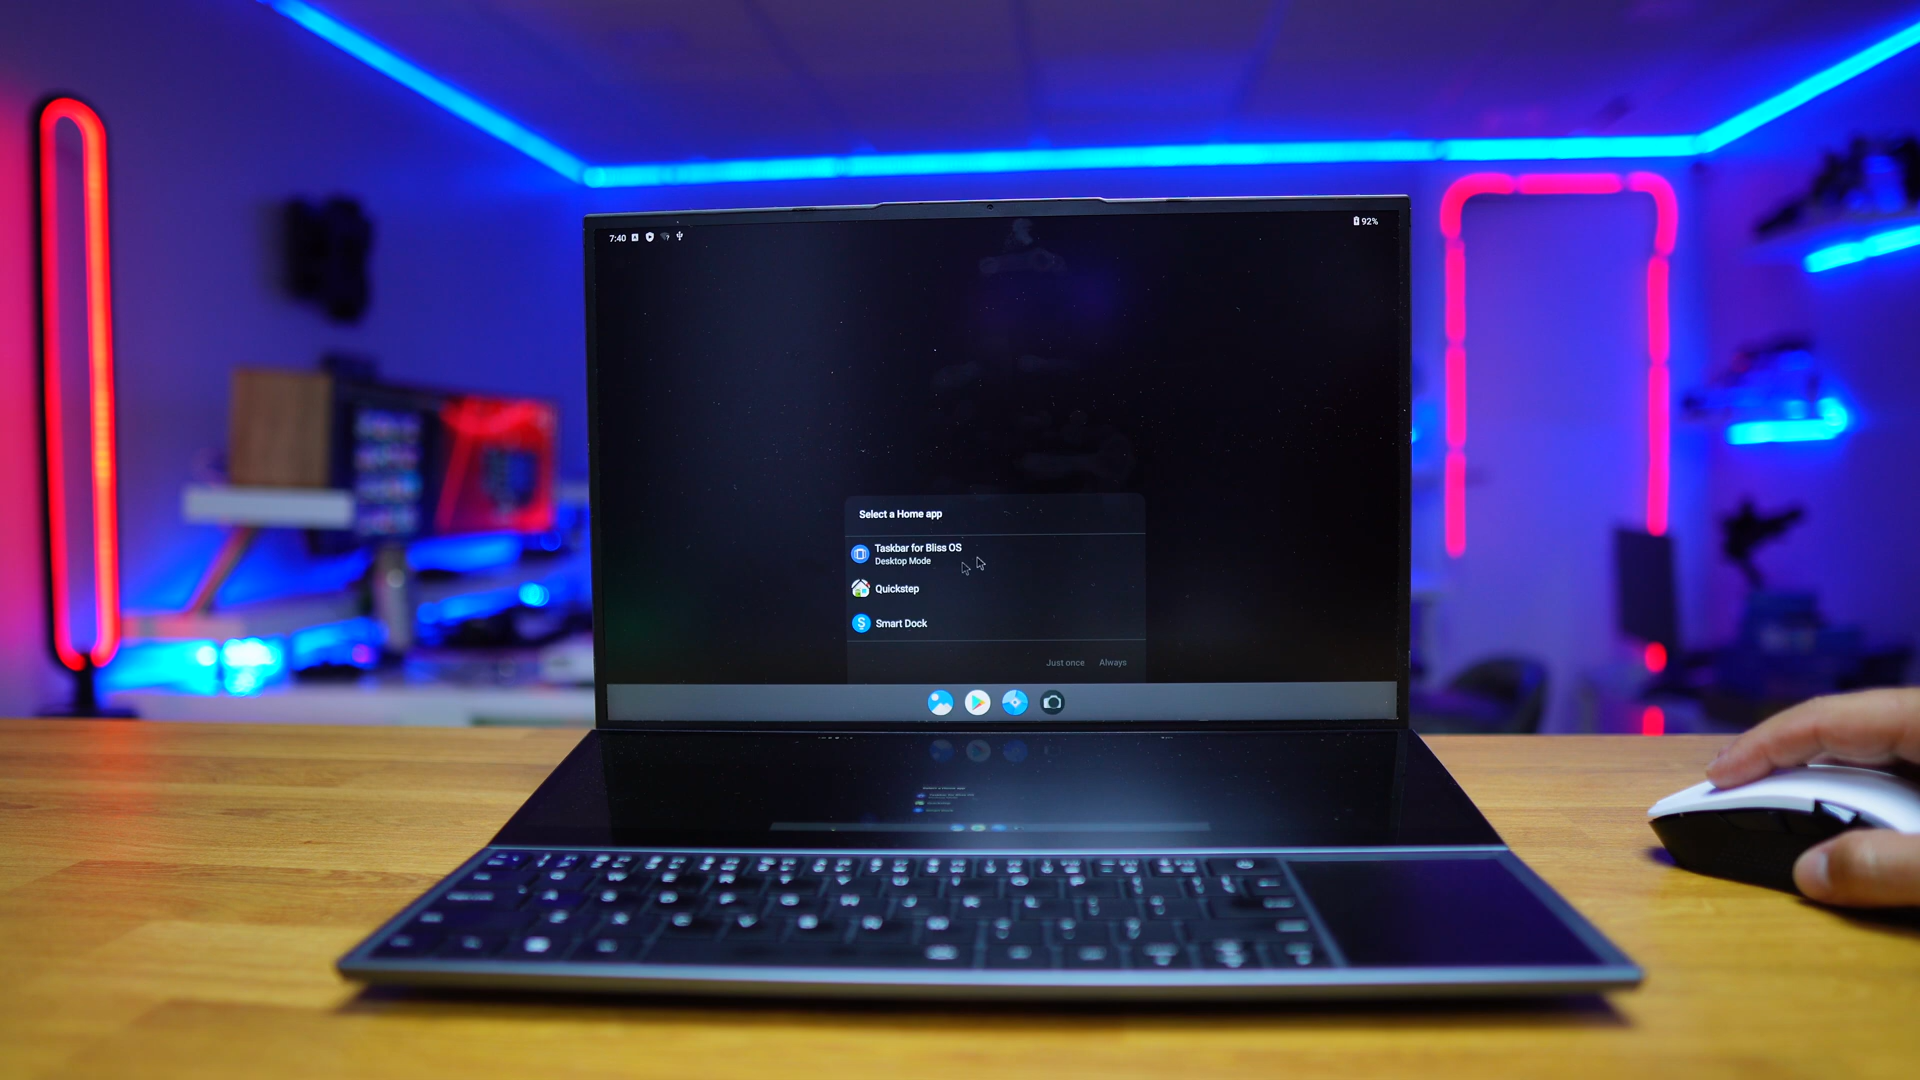 7:40
92%
Select a Home app
Taskbar for Bliss OS
Desktop Mode
Quickstep
Smart Dock
Just once Always